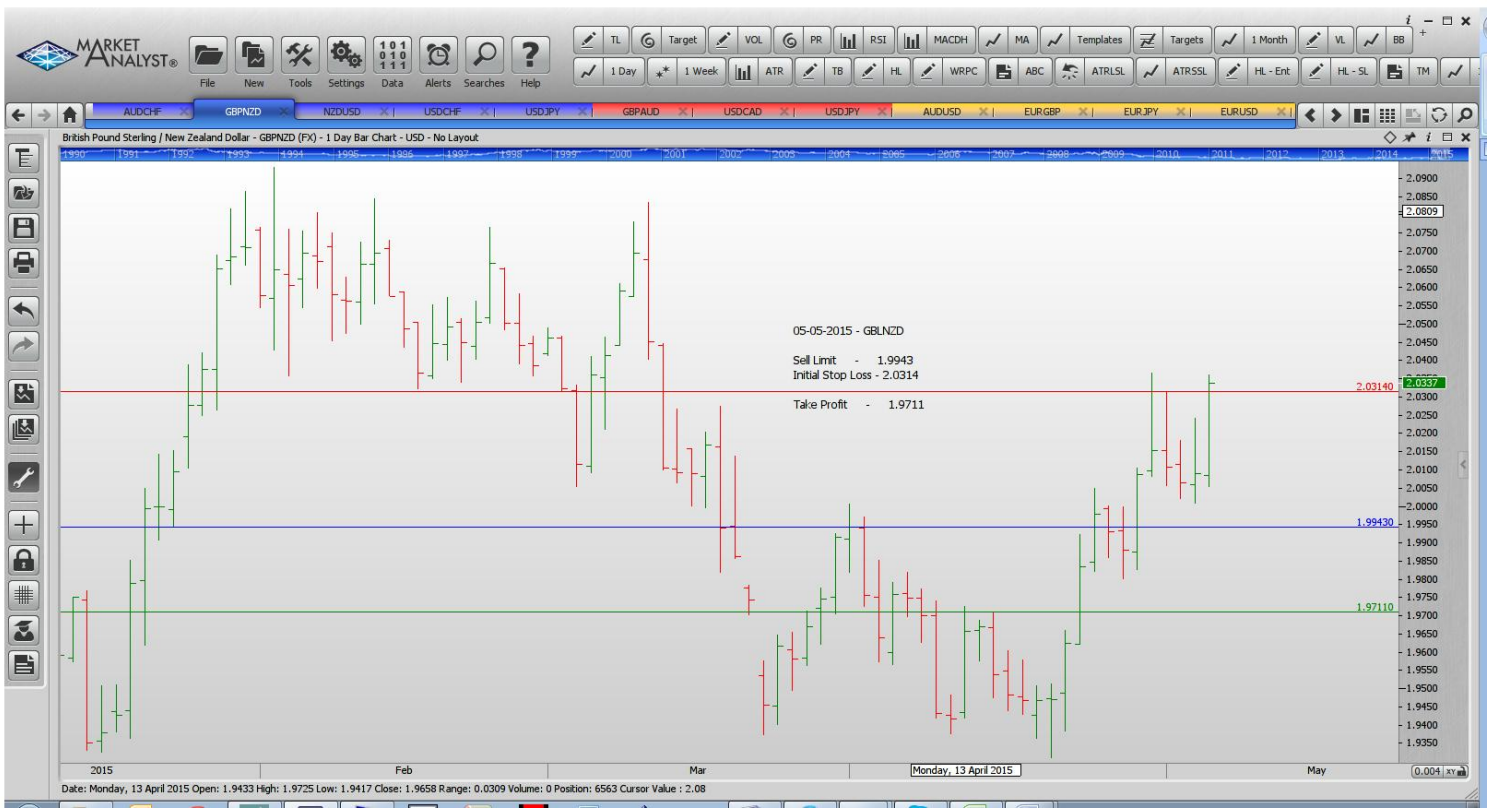 MARKET ANALYST®
File New Tools Settings Data Alerts Searches Help
TL Target VOL PR RSI MACDH MA Templates Targets 1 Month VL BB
1 Day 1 Week ATR TB HL WRPC ABC ATRLSL ATRSSL HL - Ent HL - SL TM
AUDCHF GBPNZD NZDUSD USDCHF USDJPY GBPAUD USDCAD USDJPY AUDUSD EURGBP EURJPY EURUSD
British Pound Sterling / New Zealand Dollar - GBPNZD (FX) - 1 Day Bar Chart - USD - No Layout
1990 1991 1992 1993 1994 1995 1996 1997 1998 1999 2000 2001 2002 2003 2004 2005 2006 2007 2008 2009 2010 2011 2012 2013 2014 2015
2.0900
2.0850
2.0809
2.0750
2.0700
2.0650
2.0600
2.0550
2.0500
2.0450
2.0400
2.0337
2.0300
2.0250
2.0200
2.0150
2.0100
2.0050
2.0000
1.9950
1.9900
1.9850
1.9800
1.9750
1.9700
1.9650
1.9600
1.9550
1.9500
1.9450
1.9400
1.9350
05-05-2015 - GBLNZD
Sell Limit - 1.9943
Initial Stop Loss - 2.0314
Take Profit - 1.9711
2.03140
1.99430
1.97110
2015 Feb Mar Monday, 13 April 2015 May
0.004 XY
Date: Monday, 13 April 2015 Open: 1.9433 High: 1.9725 Low: 1.9417 Close: 1.9658 Range: 0.0309 Volume: 0 Position: 6563 Cursor Value : 2.08